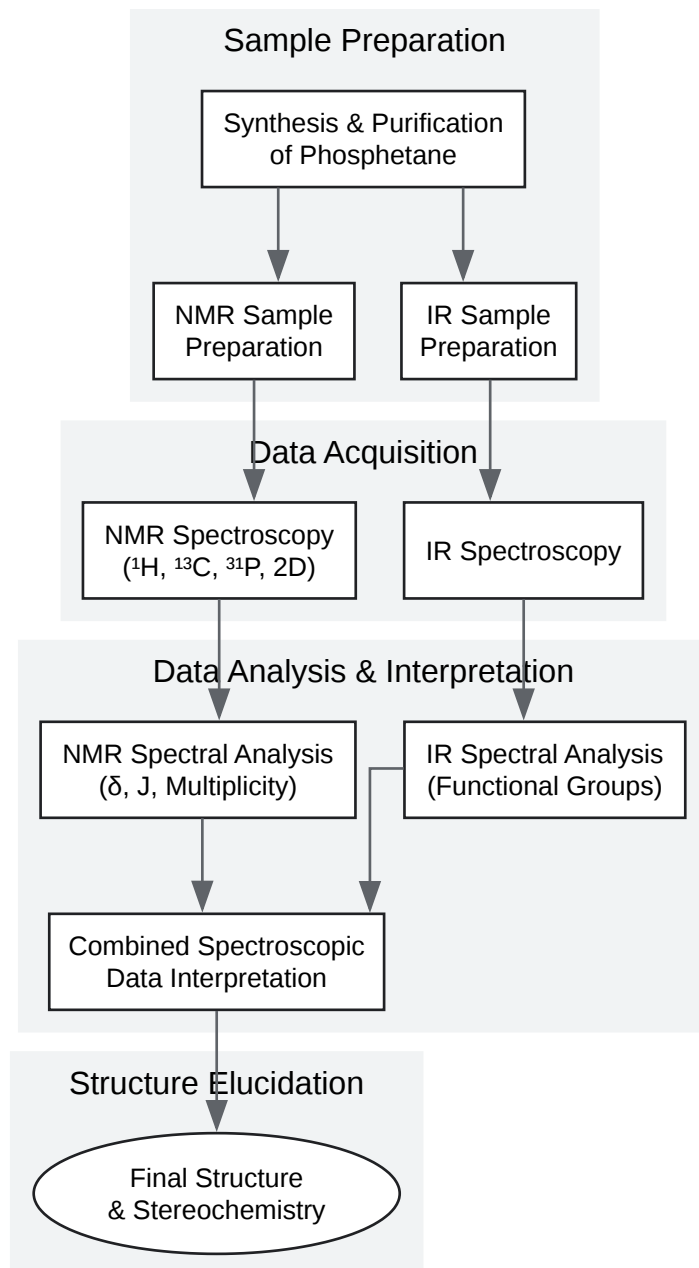 Sample Preparation
Synthesis & Purification
of Phosphetane
NMR Sample
Preparation
IR Sample
Preparation
Data Acquisition
NMR Spectroscopy
(¹H, ¹³C, ³¹P, 2D)
IR Spectroscopy
Data Analysis & Interpretation
NMR Spectral Analysis
(δ, J, Multiplicity)
IR Spectral Analysis
(Functional Groups)
Combined Spectroscopic
Data Interpretation
Structure Elucidation
Final Structure
& Stereochemistry